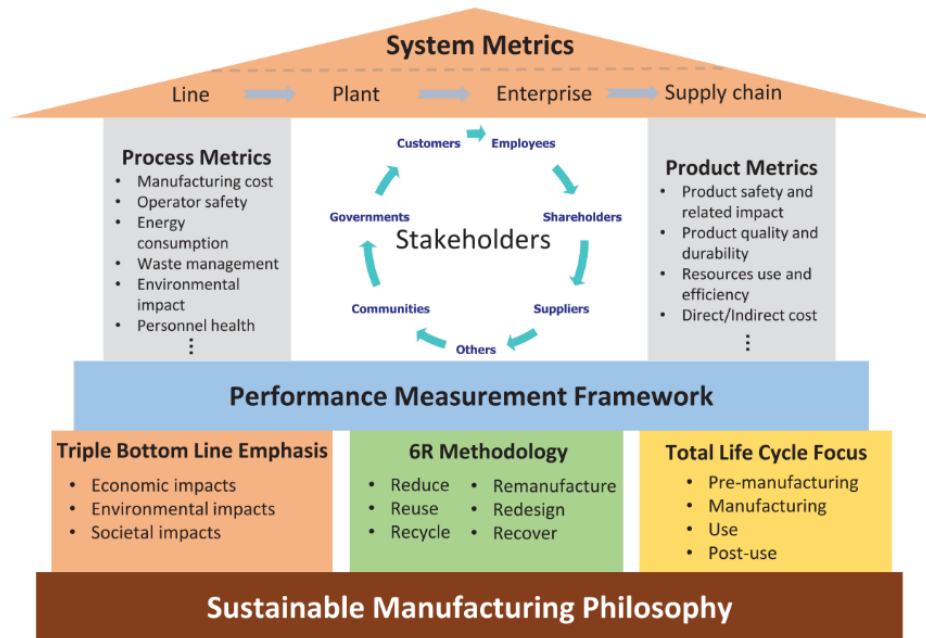 System Metrics
Line Plant Enterprise Supply chain
Process Metrics
• Manufacturing cost
• Operator safety
• Energy
consumption
• Waste management
• Environmental
impact
• Personnel health
⋮
Customers Employees
Governments Shareholders
Stakeholders
Communities Suppliers
Others
Product Metrics
• Product safety and
related impact
• Product quality and
durability
• Resources use and
efficiency
• Direct/Indirect cost
⋮
Performance Measurement Framework
Triple Bottom Line Emphasis
• Economic impacts
• Environmental impacts
• Societal impacts
6R Methodology
• Reduce • Remanufacture
• Reuse • Redesign
• Recycle • Recover
Total Life Cycle Focus
• Pre-manufacturing
• Manufacturing
• Use
• Post-use
Sustainable Manufacturing Philosophy